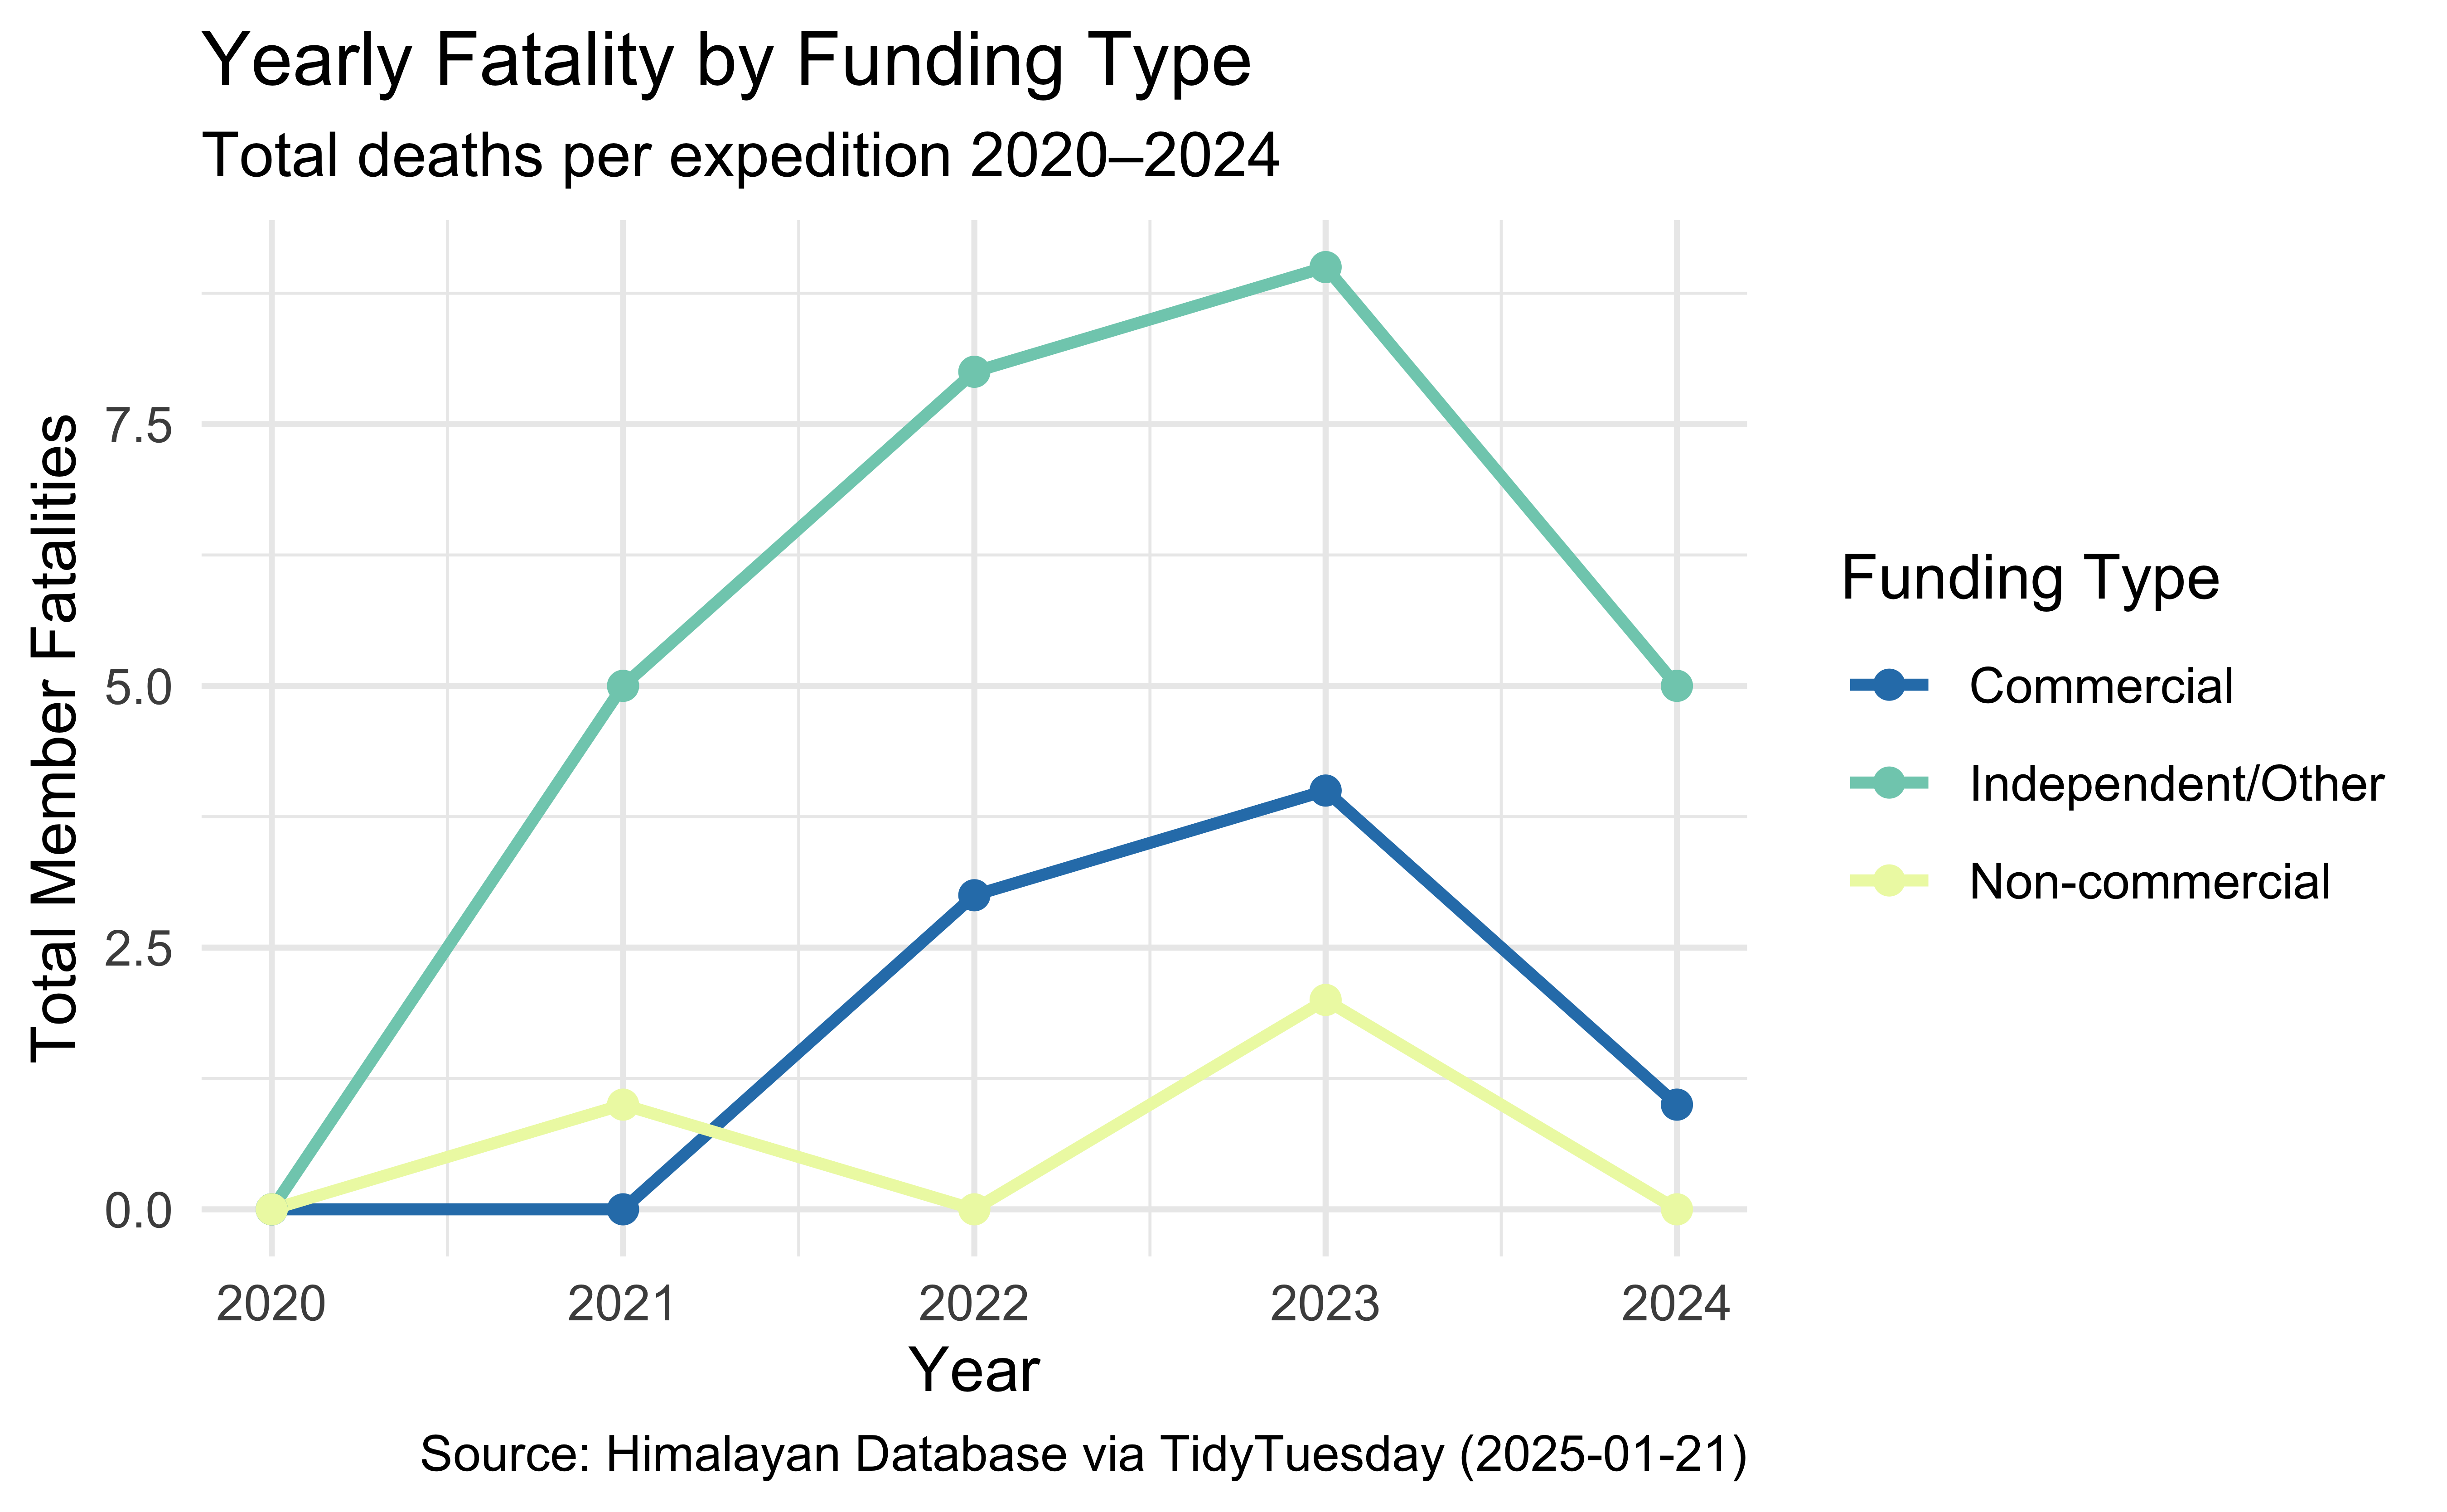 Yearly Fatality by Funding Type
Total deaths per expedition 2020–2024
Total Member Fatalities
7.5
5.0
2.5
0.0
2020 2021 2022 2023 2024
Year
Funding Type
Commercial
Independent/Other
Non-commercial
Source: Himalayan Database via TidyTuesday (2025-01-21)